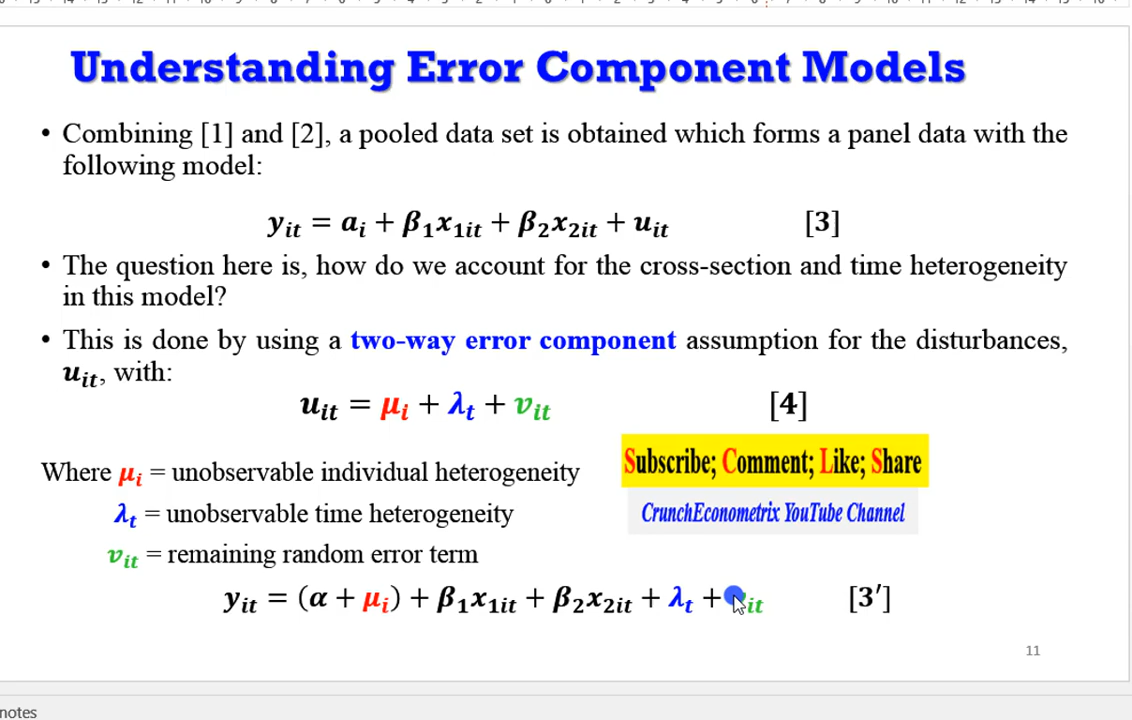 Understanding Error Component Models
• Combining [1] and [2], a pooled data set is obtained which forms a panel data with the
following model:
yit = ai + β1x1it + β2x2it + uit [3]
• The question here is, how do we account for the cross-section and time heterogeneity
in this model?
• This is done by using a two-way error component assumption for the disturbances,
uit, with:
uit = μi + λt + vit [4]
Where μi = unobservable individual heterogeneity
Subscribe; Comment; Like; Share
λt = unobservable time heterogeneity
CrunchEconometrix YouTube Channel
vit = remaining random error term
yit = (α + μi) + β1x1it + β2x2it + λt + it [3′]
11
notes